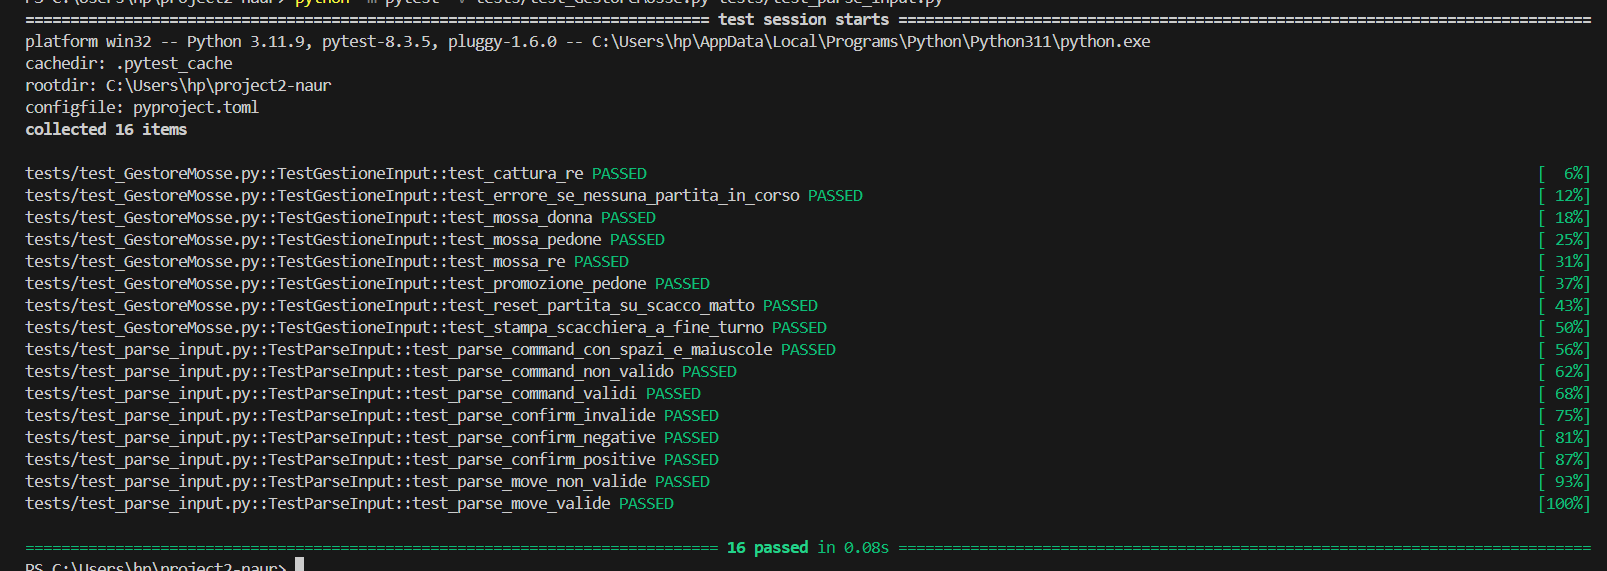 PS C:\Users\hp\project2-naur> python -m pytest -v tests/test_GestoreMosse.py tests/test_parse_input.py
============================================================================ test session starts =============================================================================
platform win32 -- Python 3.11.9, pytest-8.3.5, pluggy-1.6.0 -- C:\Users\hp\AppData\Local\Programs\Python\Python311\python.exe
cachedir: .pytest_cache
rootdir: C:\Users\hp\project2-naur
configfile: pyproject.toml
collected 16 items
tests/test_GestoreMosse.py::TestGestioneInput::test_cattura_re PASSED [  6%]
tests/test_GestoreMosse.py::TestGestioneInput::test_errore_se_nessuna_partita_in_corso PASSED [ 12%]
tests/test_GestoreMosse.py::TestGestioneInput::test_mossa_donna PASSED [ 18%]
tests/test_GestoreMosse.py::TestGestioneInput::test_mossa_pedone PASSED [ 25%]
tests/test_GestoreMosse.py::TestGestioneInput::test_mossa_re PASSED [ 31%]
tests/test_GestoreMosse.py::TestGestioneInput::test_promozione_pedone PASSED [ 37%]
tests/test_GestoreMosse.py::TestGestioneInput::test_reset_partita_su_scacco_matto PASSED [ 43%]
tests/test_GestoreMosse.py::TestGestioneInput::test_stampa_scacchiera_a_fine_turno PASSED [ 50%]
tests/test_parse_input.py::TestParseInput::test_parse_command_con_spazi_e_maiuscole PASSED [ 56%]
tests/test_parse_input.py::TestParseInput::test_parse_command_non_valido PASSED [ 62%]
tests/test_parse_input.py::TestParseInput::test_parse_command_validi PASSED [ 68%]
tests/test_parse_input.py::TestParseInput::test_parse_confirm_invalide PASSED [ 75%]
tests/test_parse_input.py::TestParseInput::test_parse_confirm_negative PASSED [ 81%]
tests/test_parse_input.py::TestParseInput::test_parse_confirm_positive PASSED [ 87%]
tests/test_parse_input.py::TestParseInput::test_parse_move_non_valide PASSED [ 93%]
tests/test_parse_input.py::TestParseInput::test_parse_move_valide PASSED [100%]
============================================================================= 16 passed in 0.08s =============================================================================
PS C:\Users\hp\project2-naur>